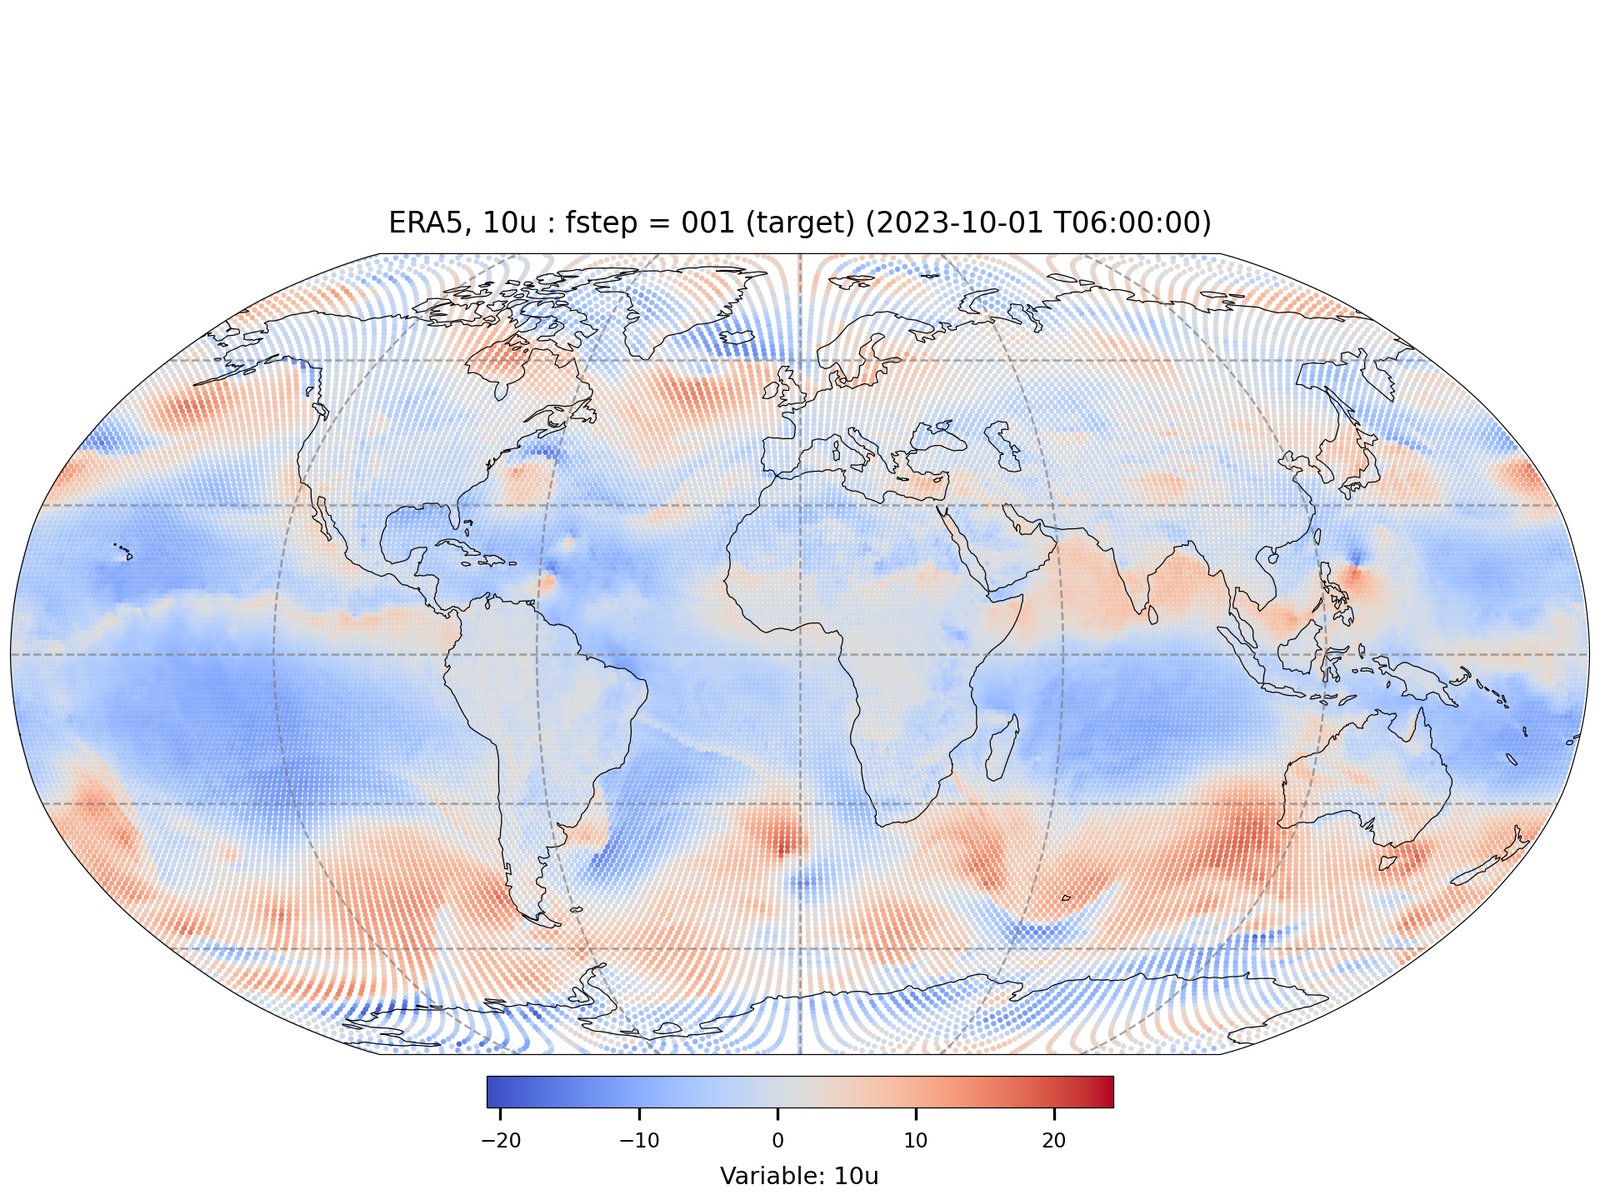 ERA5, 10u : fstep = 001 (target) (2023-10-01 T06:00:00)
−20 −10 0 10 20
Variable: 10u